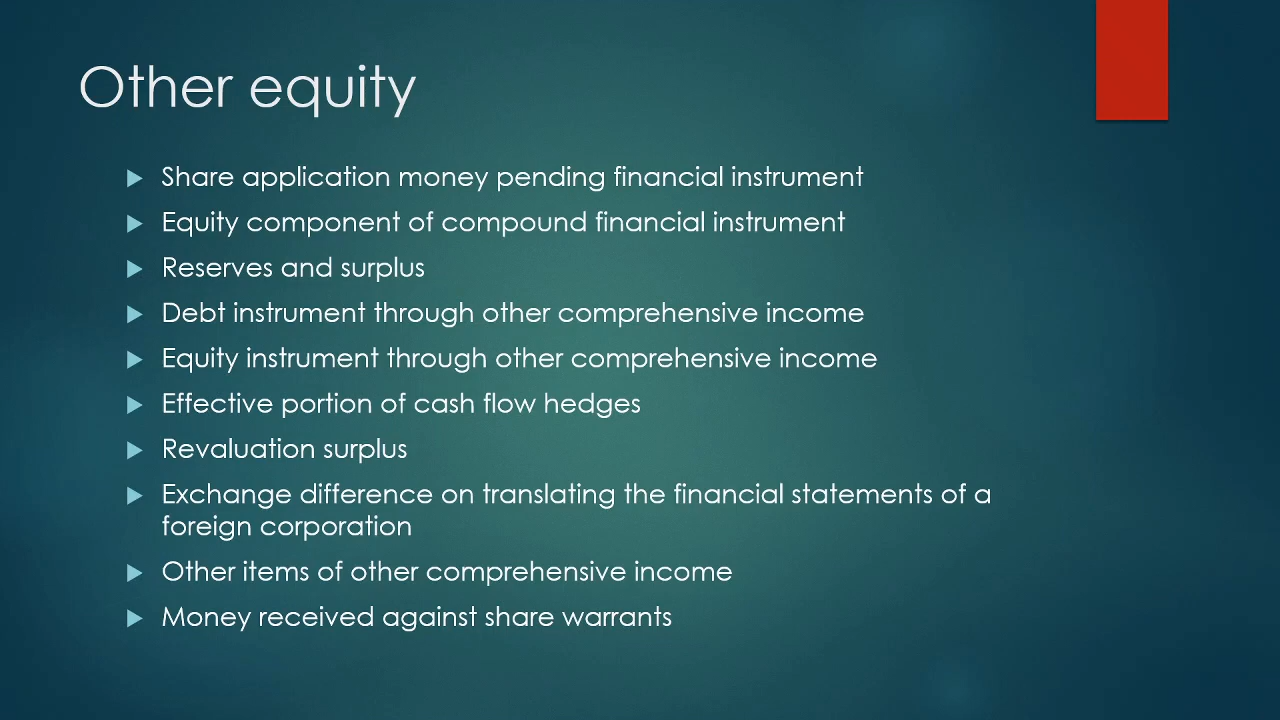 Other equity
Share application money pending financial instrument
Equity component of compound financial instrument
Reserves and surplus
Debt instrument through other comprehensive income
Equity instrument through other comprehensive income
Effective portion of cash flow hedges
Revaluation surplus
Exchange difference on translating the financial statements of a
foreign corporation
Other items of other comprehensive income
Money received against share warrants